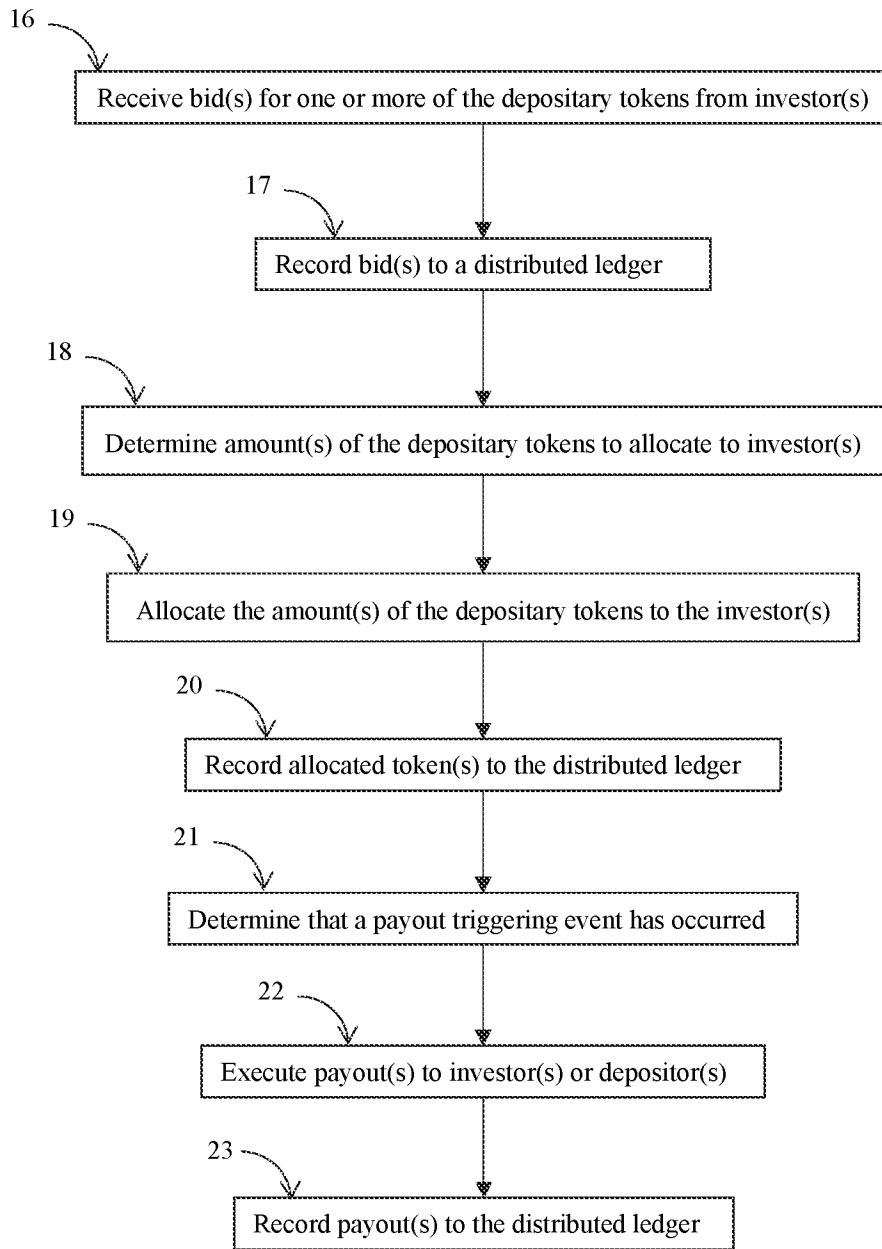 16
Receive bid(s) for one or more of the depositary tokens from investor(s)
17
Record bid(s) to a distributed ledger
18
Determine amount(s) of the depositary tokens to allocate to investor(s)
19
Allocate the amount(s) of the depositary tokens to the investor(s)
20
Record allocated token(s) to the distributed ledger
21
Determine that a payout triggering event has occurred
22
Execute payout(s) to investor(s) or depositor(s)
23
Record payout(s) to the distributed ledger